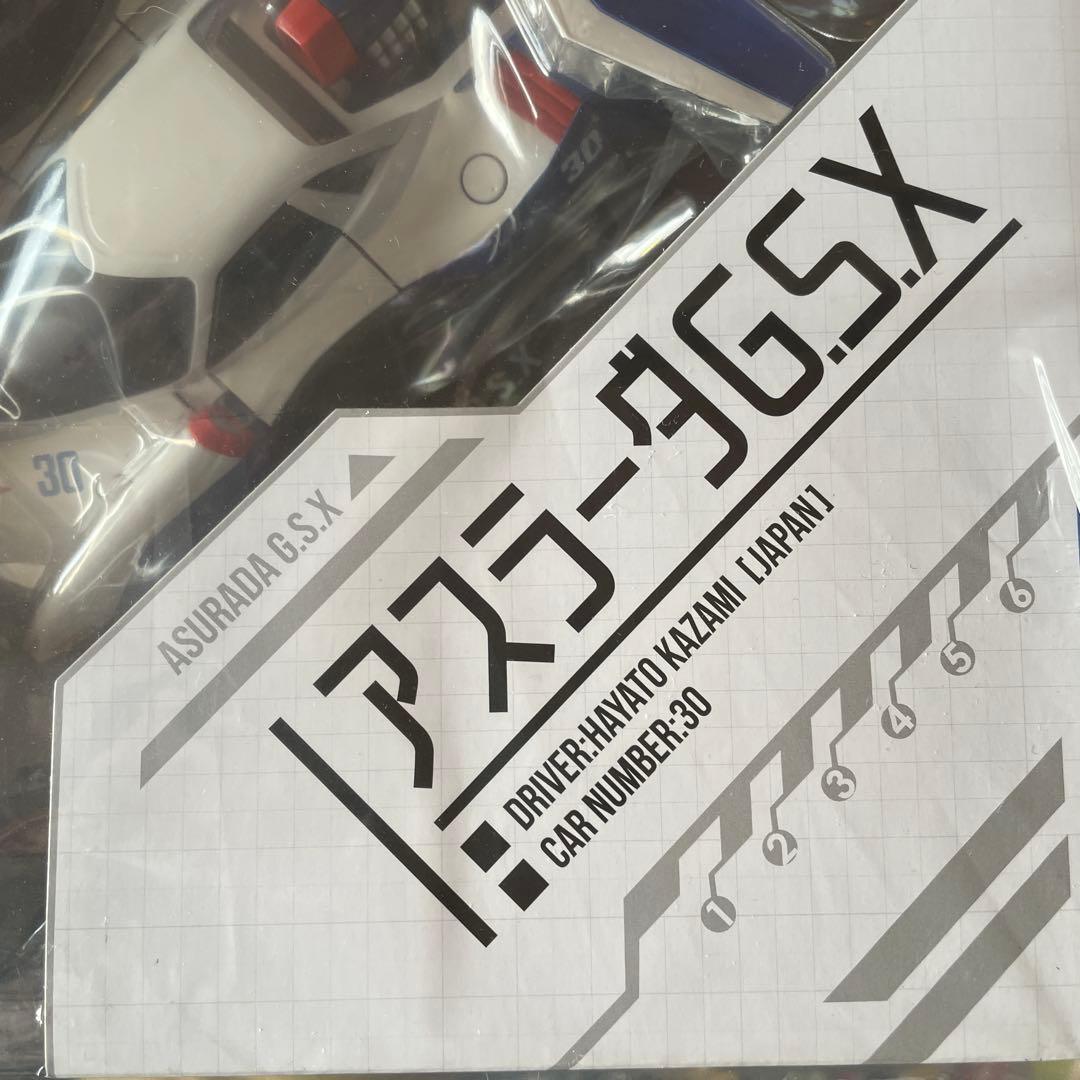 30
30
S X
ASURADA G.S.X
アスラーダG.S.X
DRIVER:HAYATO KAZAMI [JAPAN]
CAR NUMBER:30
1
2
3
4
5
6